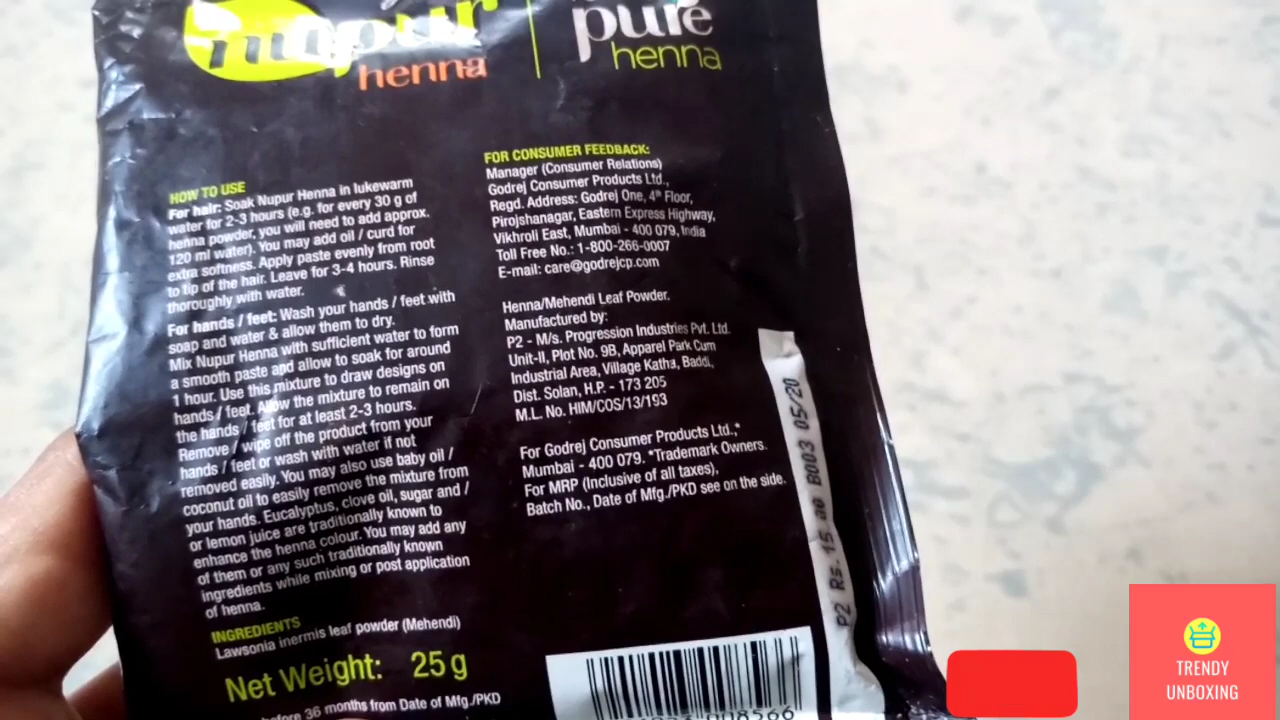 nupur
henna
pure
henna
HOW TO USE
For hair: Soak Nupur Henna in lukewarm
water for 2-3 hours (e.g. for every 30 g of
henna powder, you will need to add approx.
120 ml water). You may add oil / curd for
extra softness. Apply paste evenly from root
to tip of the hair. Leave for 3-4 hours. Rinse
thoroughly with water.
For hands / feet: Wash your hands / feet with
soap and water & allow them to dry.
Mix Nupur Henna with sufficient water to form
a smooth paste and allow to soak for around
1 hour. Use this mixture to draw designs on
hands / feet. Allow the mixture to remain on
the hands / feet for at least 2-3 hours.
Remove / wipe off the product from your
hands / feet or wash with water if not
removed easily. You may also use baby oil /
coconut oil to easily remove the mixture from
your hands. Eucalyptus, clove oil, sugar and /
or lemon juice are traditionally known to
enhance the henna colour. You may add any
of them or any such traditionally known
ingredients while mixing or post application
of henna.
INGREDIENTS
Lawsonia inermis leaf powder (Mehendi)
Net Weight: 25 g
before 36 months from Date of Mfg./PKD
FOR CONSUMER FEEDBACK:
Manager (Consumer Relations)
Godrej Consumer Products Ltd.,
Regd. Address: Godrej One, 4th Floor,
Pirojshanagar, Eastern Express Highway,
Vikhroli East, Mumbai - 400 079, India
Toll Free No.: 1-800-266-0007
E-mail: care@godrejcp.com
Henna/Mehendi Leaf Powder.
Manufactured by:
P2 - M/s. Progression Industries Pvt. Ltd.
Unit-II, Plot No. 9B, Apparel Park Cum
Industrial Area, Village Katha, Baddi,
Dist. Solan, H.P. - 173 205
M.L. No. HIM/COS/13/193
For Godrej Consumer Products Ltd.,*
Mumbai - 400 079. *Trademark Owners.
For MRP (Inclusive of all taxes),
Batch No., Date of Mfg./PKD see on the side.
P2 Rs. 15.00 B003 05/20
TRENDY
UNBOXING